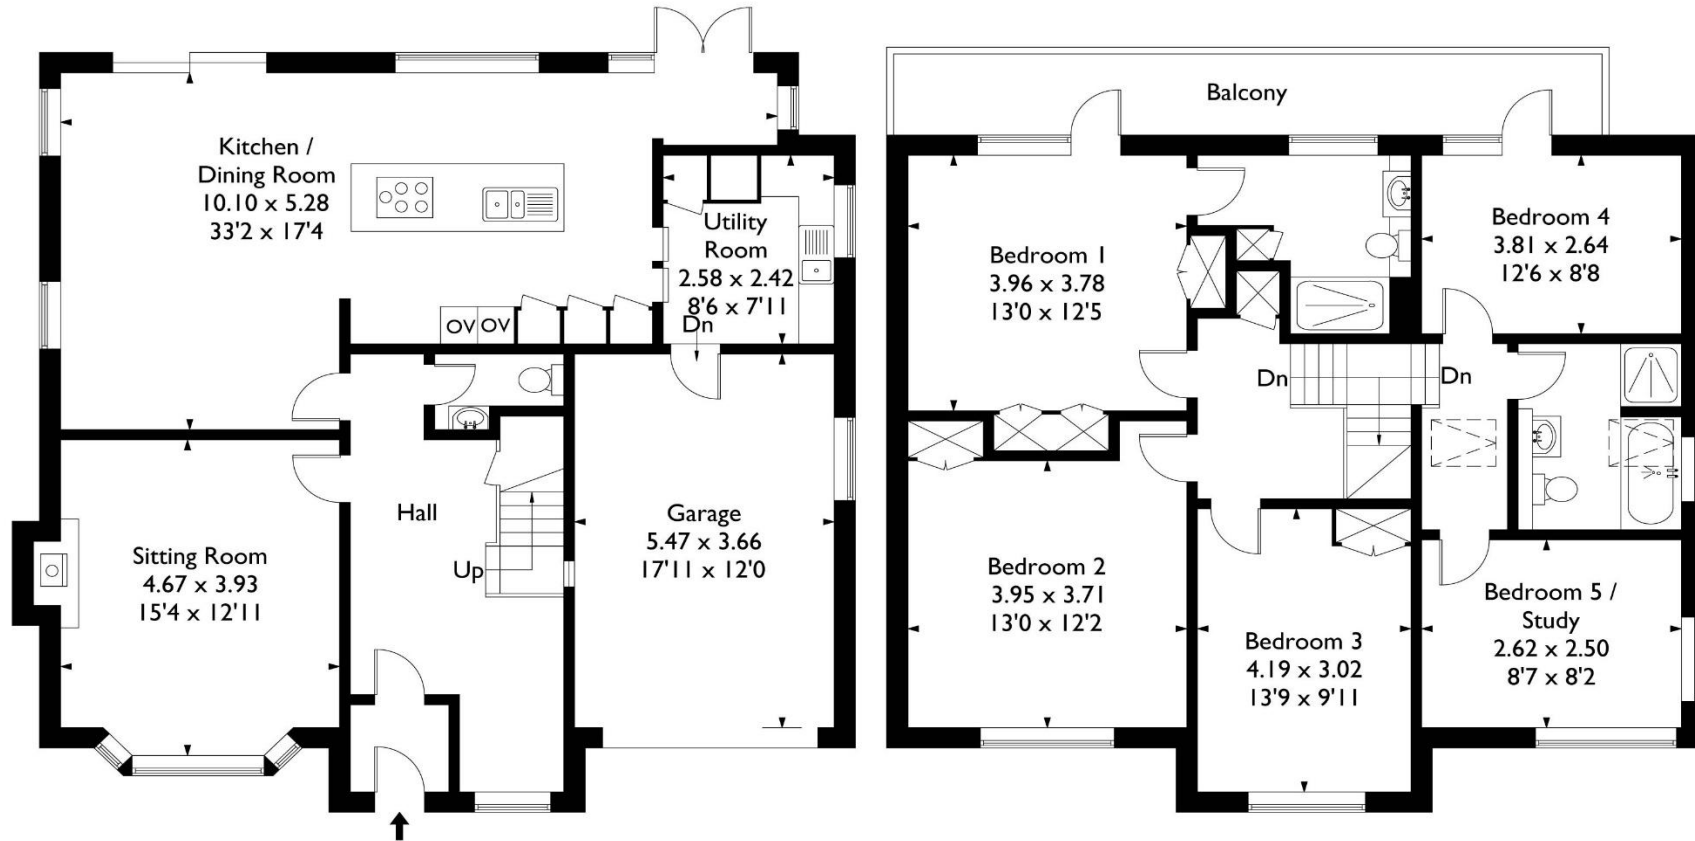 Kitchen /
Dining Room
10.10 x 5.28
33'2 x 17'4
Utility
Room
2.58 x 2.42
8'6 x 7'11
Dn
OV OV
Hall
Up
Garage
5.47 x 3.66
17'11 x 12'0
Sitting Room
4.67 x 3.93
15'4 x 12'11
Balcony
Bedroom 1
3.96 x 3.78
13'0 x 12'5
Bedroom 4
3.81 x 2.64
12'6 x 8'8
Dn
Dn
Bedroom 2
3.95 x 3.71
13'0 x 12'2
Bedroom 3
4.19 x 3.02
13'9 x 9'11
Bedroom 5 /
Study
2.62 x 2.50
8'7 x 8'2